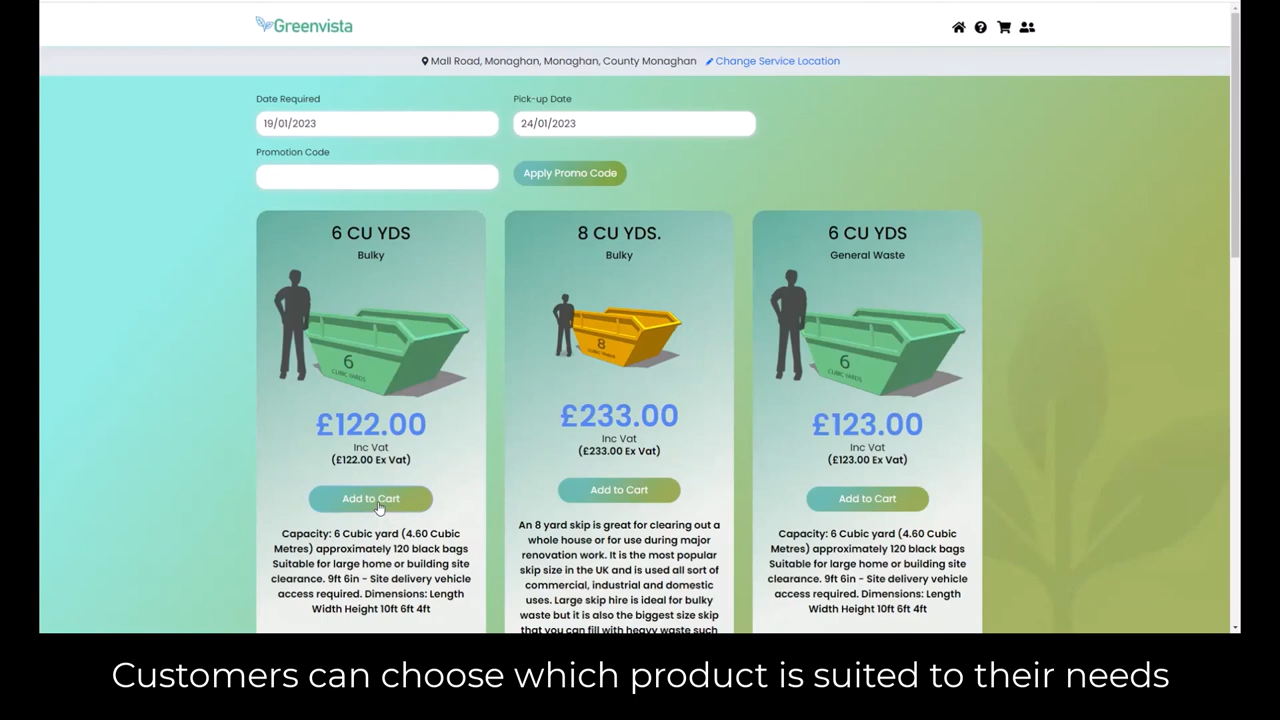 Greenvista
Mall Road, Monaghan, Monaghan, County Monaghan Change Service Location
Date Required
Pick-up Date
19/01/2023
24/01/2023
Promotion Code
Apply Promo Code
6 CU YDS
Bulky
6
CUBIC YARDS
£122.00
Inc Vat
(£122.00 Ex Vat)
Add to Cart
Capacity: 6 Cubic yard (4.60 Cubic
Metres) approximately 120 black bags
Suitable for large home or building site
clearance. 9ft 6in - Site delivery vehicle
access required. Dimensions: Length
Width Height 10ft 6ft 4ft
8 CU YDS.
Bulky
8
CUBIC YARDS
£233.00
Inc Vat
(£233.00 Ex Vat)
Add to Cart
An 8 yard skip is great for clearing out a
whole house or for use during major
renovation work. It is the most popular
skip size in the UK and is used all sort of
commercial, industrial and domestic
uses. Large skip hire is ideal for bulky
waste but it is also the biggest size skip
that you can fill with heavy waste such
6 CU YDS
General Waste
6
CUBIC YARDS
£123.00
Inc Vat
(£123.00 Ex Vat)
Add to Cart
Capacity: 6 Cubic yard (4.60 Cubic
Metres) approximately 120 black bags
Suitable for large home or building site
clearance. 9ft 6in - Site delivery vehicle
access required. Dimensions: Length
Width Height 10ft 6ft 4ft
Customers can choose which product is suited to their needs